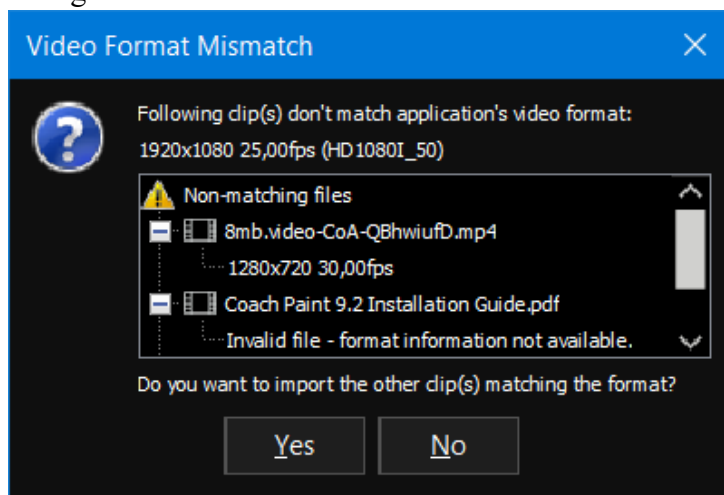 Video Format Mismatch
Following clip(s) don't match application's video format:
1920x1080 25,00fps (HD1080I_50)
Non-matching files
8mb.video-CoA-QBhwiufD.mp4
1280x720 30,00fps
Coach Paint 9.2 Installation Guide.pdf
Invalid file - format information not available.
Do you want to import the other clip(s) matching the format?
Yes No